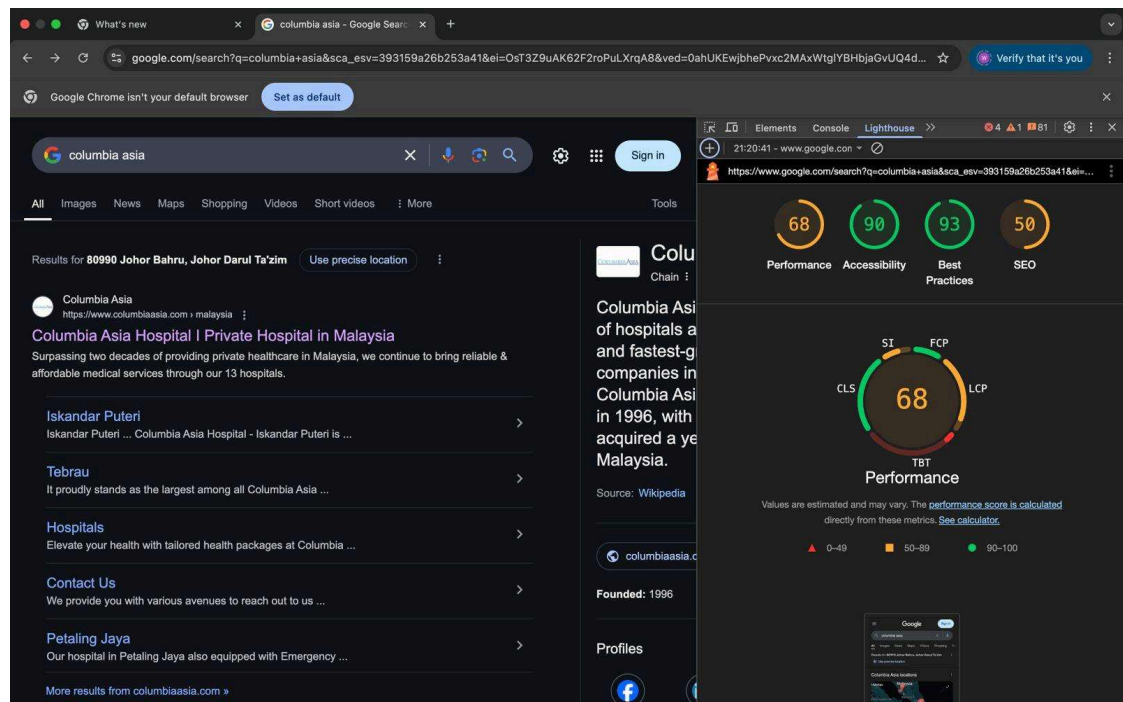 What's new
columbia asia - Google Searc
google.com/search?q=columbia+asia&sca_esv=393159a26b253a41&ei=OsT3Z9uAK62F2roPuLXrqA8&ved=0ahUKEwjbhePvxc2MAxWtglYBHbjaGvUQ4d...
Verify that it's you
Google Chrome isn't your default browser
Set as default
columbia asia
Sign in
All Images News Maps Shopping Videos Short videos More
Tools
Results for 80990 Johor Bahru, Johor Darul Ta'zim
Use precise location
Columbia Asia
https://www.columbiaasia.com › malaysia
Columbia Asia Hospital I Private Hospital in Malaysia
Surpassing two decades of providing private healthcare in Malaysia, we continue to bring reliable &
affordable medical services through our 13 hospitals.
Iskandar Puteri
Iskandar Puteri ... Columbia Asia Hospital - Iskandar Puteri is ...
Tebrau
It proudly stands as the largest among all Columbia Asia ...
Hospitals
Elevate your health with tailored health packages at Columbia ...
Contact Us
We provide you with various avenues to reach out to us ...
Petaling Jaya
Our hospital in Petaling Jaya also equipped with Emergency ...
More results from columbiaasia.com »
Colu
Chain
Columbia Asi
of hospitals a
and fastest-g
companies in
Columbia Asi
in 1996, with
acquired a ye
Malaysia.
Source: Wikipedia
columbiaasia.c
Founded: 1996
Profiles
Elements Console Lighthouse
4 1 81
21:20:41 - www.google.con
https://www.google.com/search?q=columbia+asia&sca_esv=393159a26b253a41&ei=...
68 90 93 50
Performance Accessibility Best Practices SEO
SI FCP
CLS LCP
68
TBT
Performance
Values are estimated and may vary. The performance score is calculated
directly from these metrics. See calculator.
0–49 50–89 90–100
Google
columbia asia
Columbia Asia locations